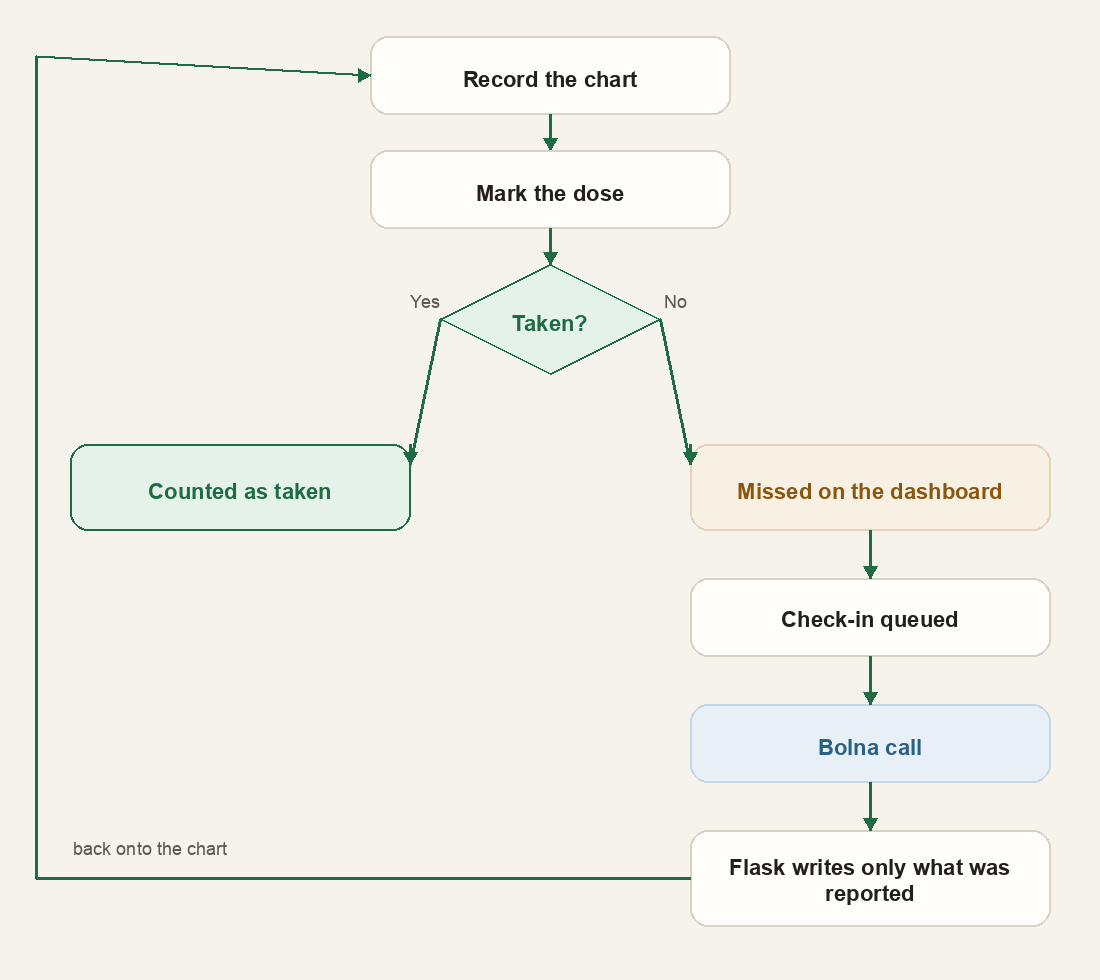 Record the chart
Mark the dose
Yes
No
Taken?
Counted as taken
Missed on the dashboard
Check-in queued
Bolna call
back onto the chart
Flask writes only what was
reported